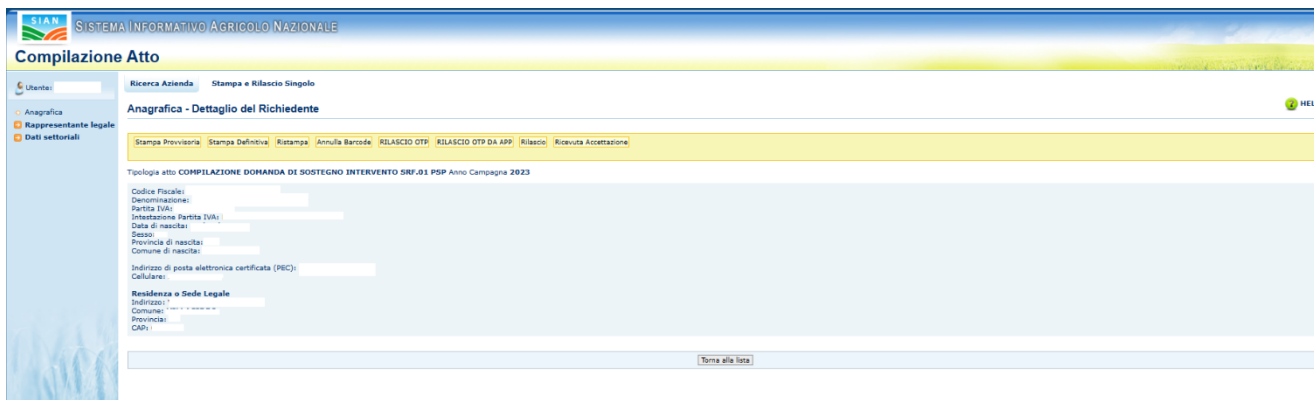 SIAN
SISTEMA INFORMATIVO AGRICOLO NAZIONALE
Compilazione Atto
Utente:
Anagrafica
Rappresentante legale
Dati settoriali
Ricerca Azienda Stampa e Rilascio Singolo
Anagrafica - Dettaglio del Richiedente
HEL
Stampa Provvisoria Stampa Definitiva Ristampa Annulla Barcode RILASCIO OTP RILASCIO OTP DA APP Rilascio Ricevuta Accettazione
Tipologia atto COMPILAZIONE DOMANDA DI SOSTEGNO INTERVENTO SRF.01 PSP Anno Campagna 2023
Codice Fiscale:
Denominazione:
Partita IVA:
Intestazione Partita IVA:
Data di nascita:
Sesso:
Provincia di nascita:
Comune di nascita:
Indirizzo di posta elettronica certificata (PEC):
Cellulare:
Residenza o Sede Legale
Indirizzo:
Comune:
Provincia:
CAP:
Torna alla lista